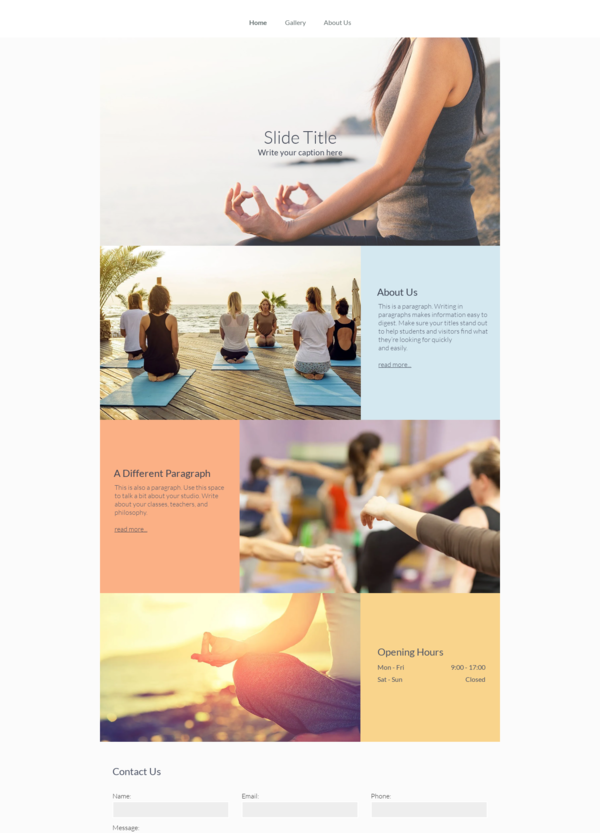 Home Gallery About Us
Slide Title
Write your caption here
About Us
This is a paragraph. Writing in
paragraphs makes information easy to
digest. Make sure your titles stand out
to help students and visitors find what
they're looking for quickly
and easily.
read more...
A Different Paragraph
This is also a paragraph. Use this space
to talk a bit about your studio. Write
about your classes, teachers, and
philosophy.
read more...
Opening Hours
Mon - Fri 9:00 - 17:00
Sat - Sun Closed
Contact Us
Name: Email: Phone:
Message: